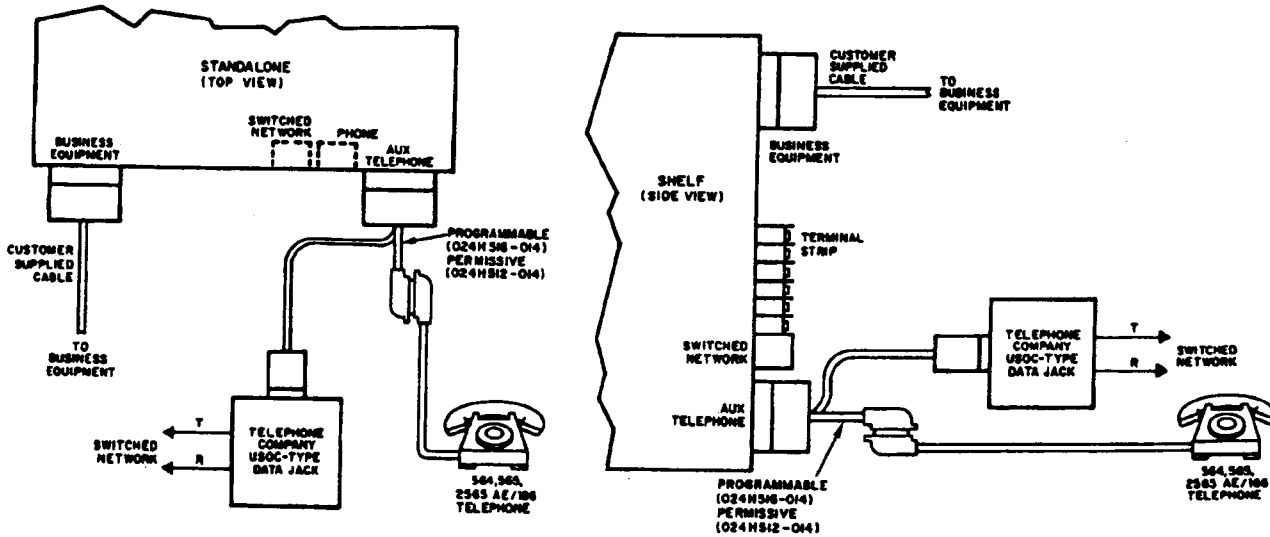 STANDALONE
(TOP VIEW)
SWITCHED
NETWORK
PHONE
BUSINESS
EQUIPMENT
AUX
TELEPHONE
PROGRAMMABLE
(024H516-014)
PERMISSIVE
(024H512-014)
CUSTOMER
SUPPLIED
CABLE
TO
BUSINESS
EQUIPMENT
T
R
SWITCHED
NETWORK
TELEPHONE
COMPANY
USOC-TYPE
DATA JACK
564,565,
2565 AE/186
TELEPHONE
CUSTOMER
SUPPLIED
CABLE
TO
BUSINESS
EQUIPMENT
BUSINESS
EQUIPMENT
SHELF
(SIDE VIEW)
TERMINAL
STRIP
SWITCHED
NETWORK
TELEPHONE
COMPANY
USOC-TYPE
DATA JACK
T
R
SWITCHED
NETWORK
AUX
TELEPHONE
PROGRAMMABLE
(024H516-014)
PERMISSIVE
(024H512-014)
564,565,
2565 AE/186
TELEPHONE